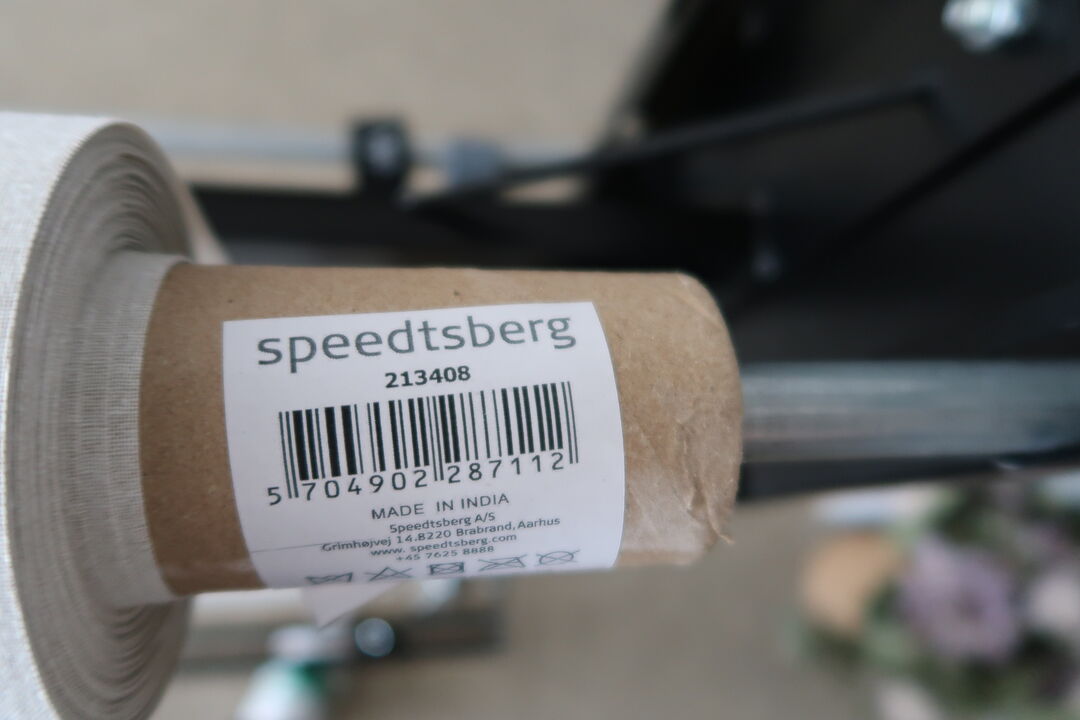 speedtsberg
213408
5 704902 287112
MADE IN INDIA
Speedtsberg A/S
Grimhøjvej 14.8220 Brabrand, Aarhus
www. speedtsberg.com
+45 7625 8888